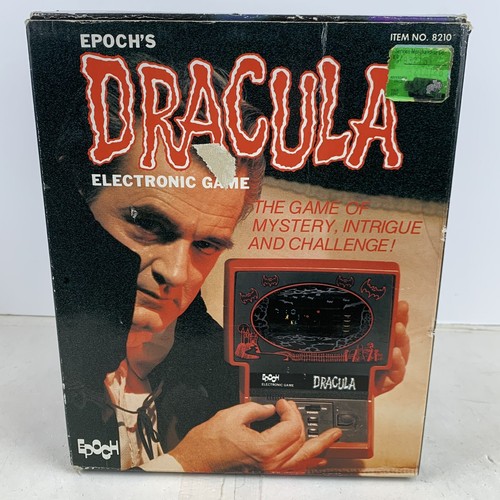 EPOCH'S
ITEM NO. 8210
DRACULA
ELECTRONIC GAME
THE GAME OF
MYSTERY, INTRIGUE
AND CHALLENGE!
EPOCH
ELECTRONIC GAME
DRACULA
EPOCH